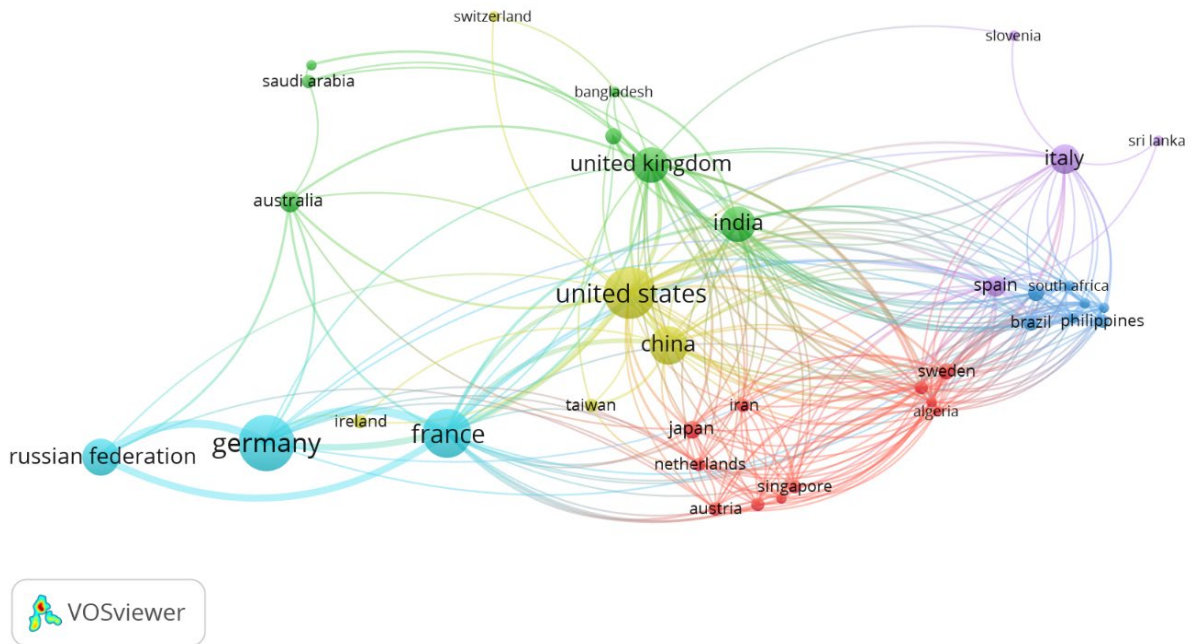 switzerland
slovenia
saudi arabia
bangladesh
sri lanka
united kingdom
italy
australia
india
spain
south africa
united states
brazil
philippines
china
sweden
taiwan
iran
algeria
ireland
japan
france
germany
russian federation
netherlands
singapore
austria
VOSviewer